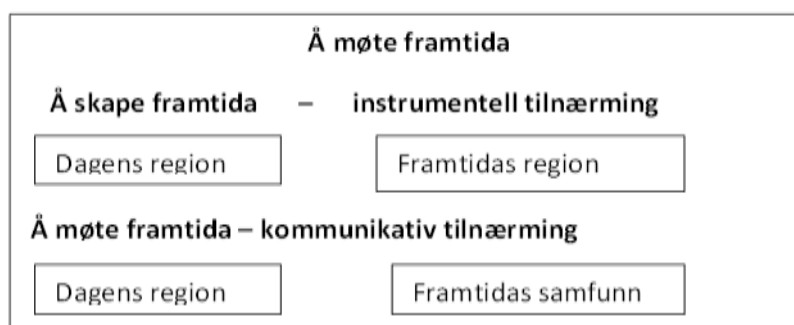 Å møte framtida
Å skape framtida – instrumentell tilnærming
Dagens region Framtidas region
Å møte framtida – kommunikativ tilnærming
Dagens region Framtidas samfunn